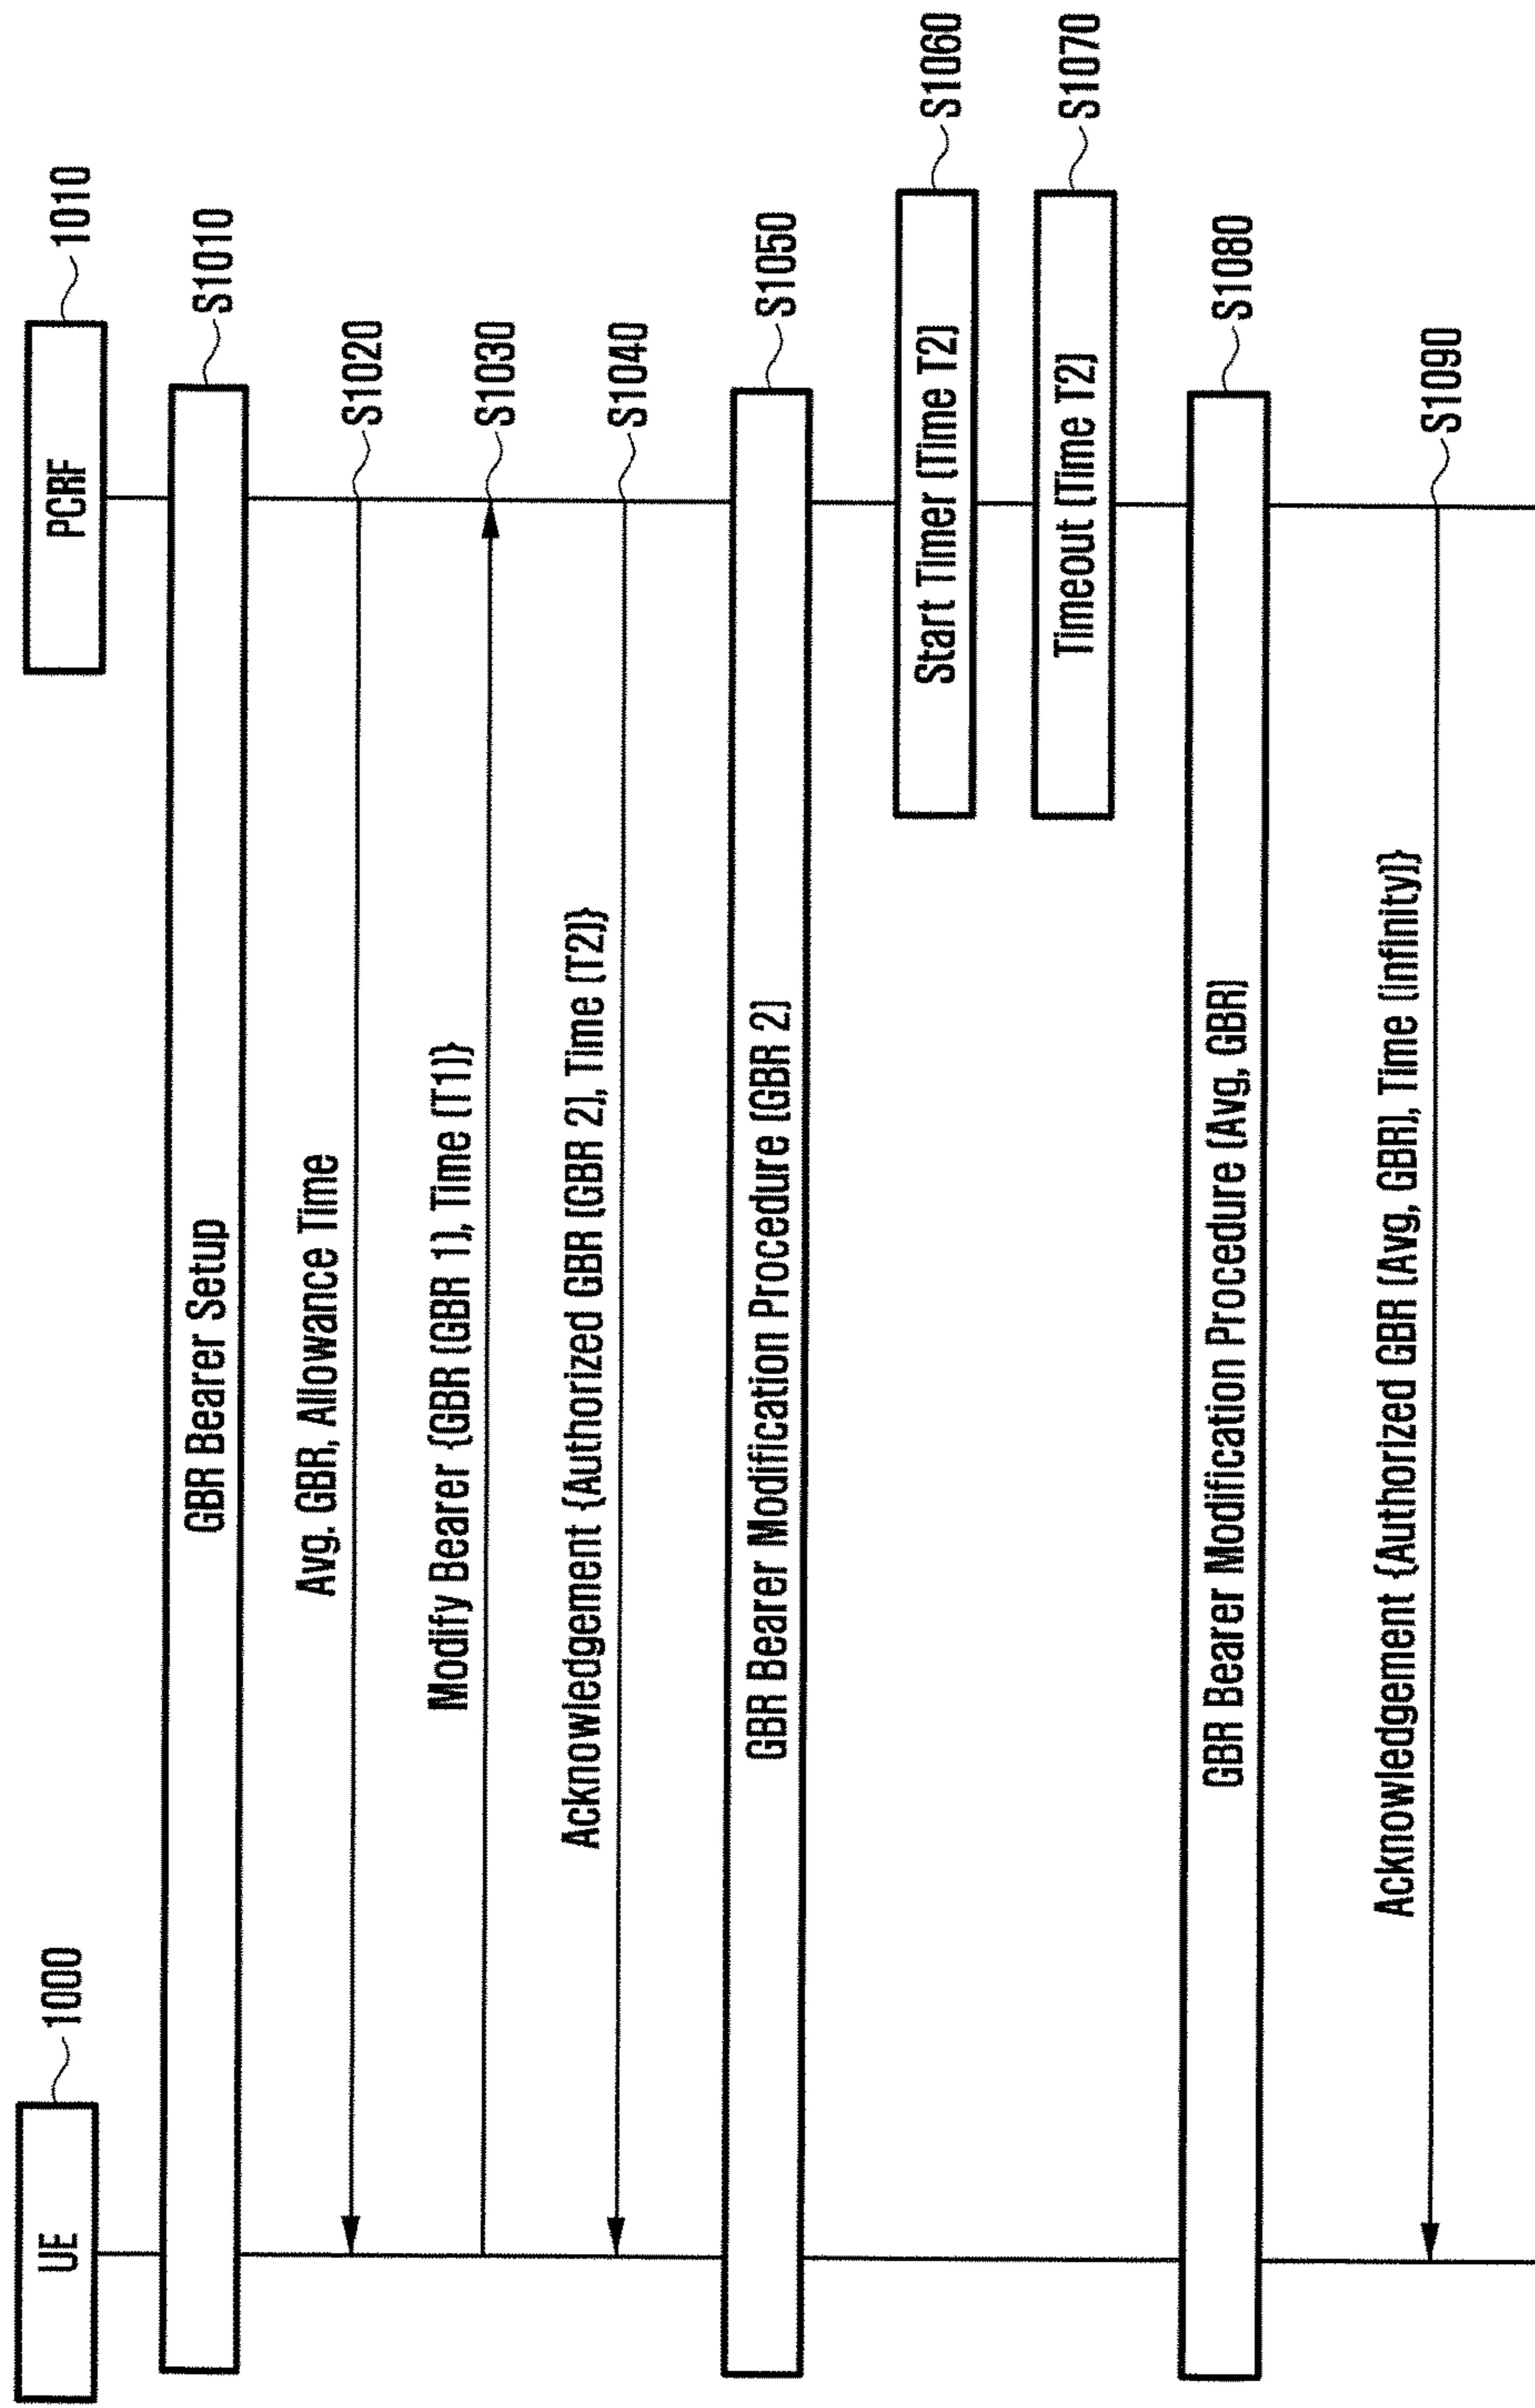 UE
1000
PCRF
1010
GBR Bearer Setup
S1010
Avg. GBR, Allowance Time
S1020
Modify Bearer {GBR (GBR 1), Time (T1)}
S1030
Acknowledgement {Authorized GBR (GBR 2), Time (T2)}
S1040
GBR Bearer Modification Procedure (GBR 2)
S1050
Start Timer (Time T2)
S1060
Timeout (Time T2)
S1070
GBR Bearer Modification Procedure (Avg, GBR)
S1080
Acknowledgement {Authorized GBR (Avg, GBR), Time (infinity)}
S1090